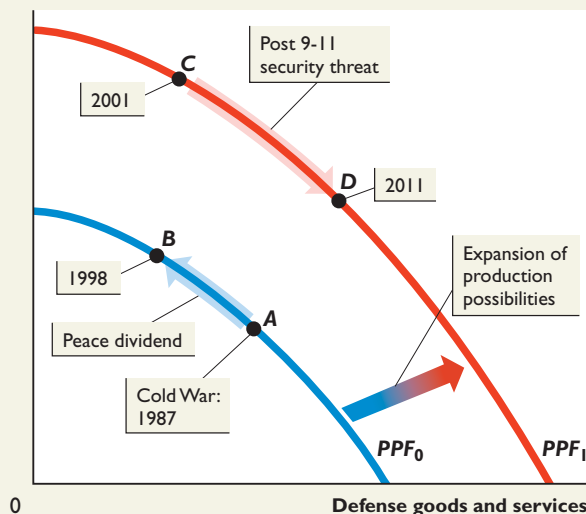 Post 9-11
security threat
C
2001
D
2011
B
1998
Expansion of
production
possibilities
Peace dividend
A
Cold War:
1987
PPF0
PPF1
0
Defense goods and services